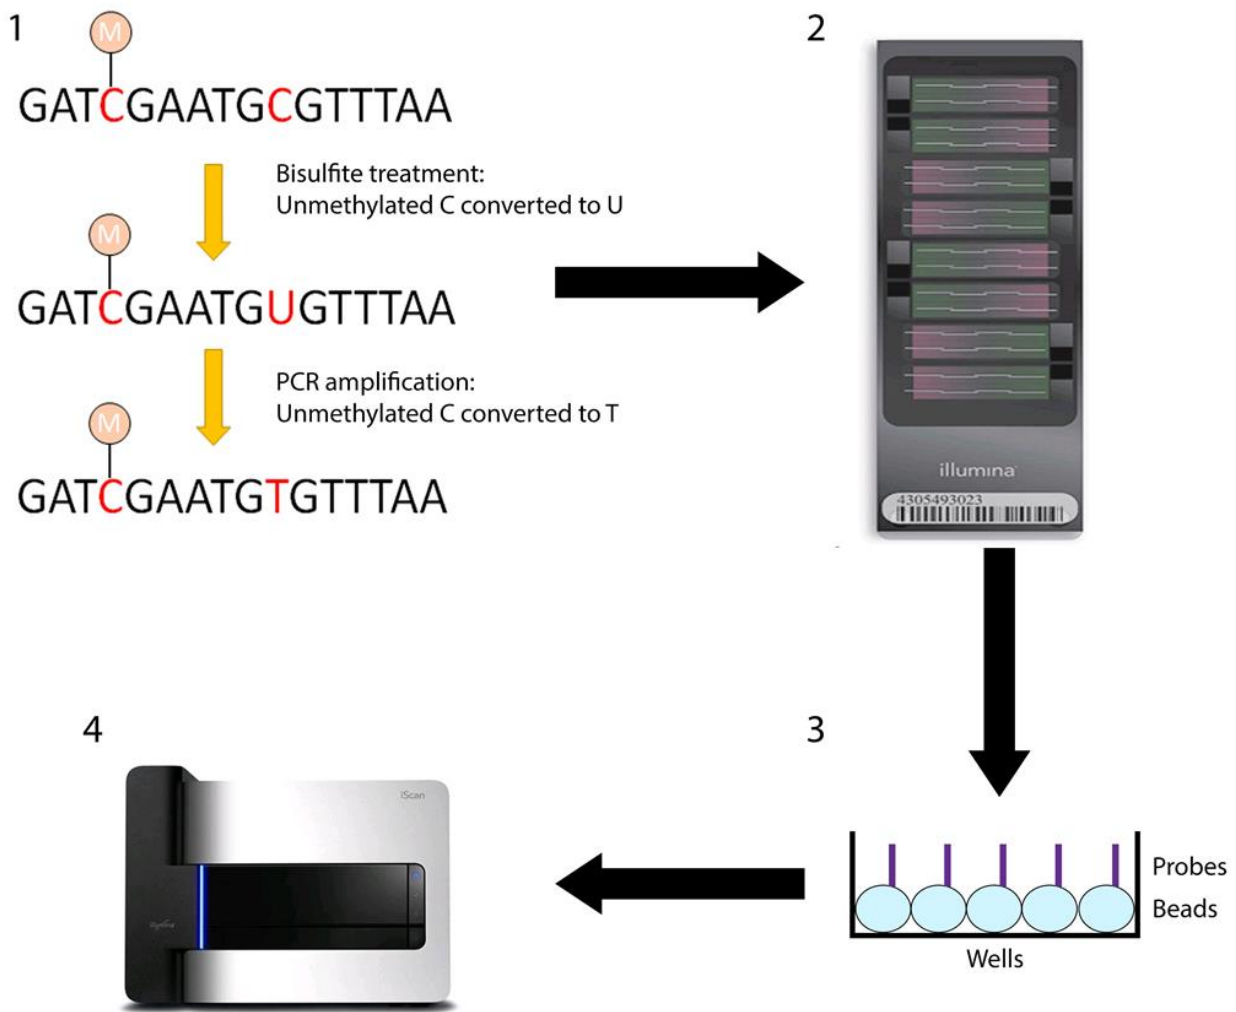 1
M
GATCGAATGCGTTTAA
Bisulfite treatment:
Unmethylated C converted to U
M
GATCGAATGUGTTTAA
PCR amplification:
Unmethylated C converted to T
M
GATCGAATGTGTTTAA
2
illumina
4305493023
3
Probes
Beads
Wells
4
iScan